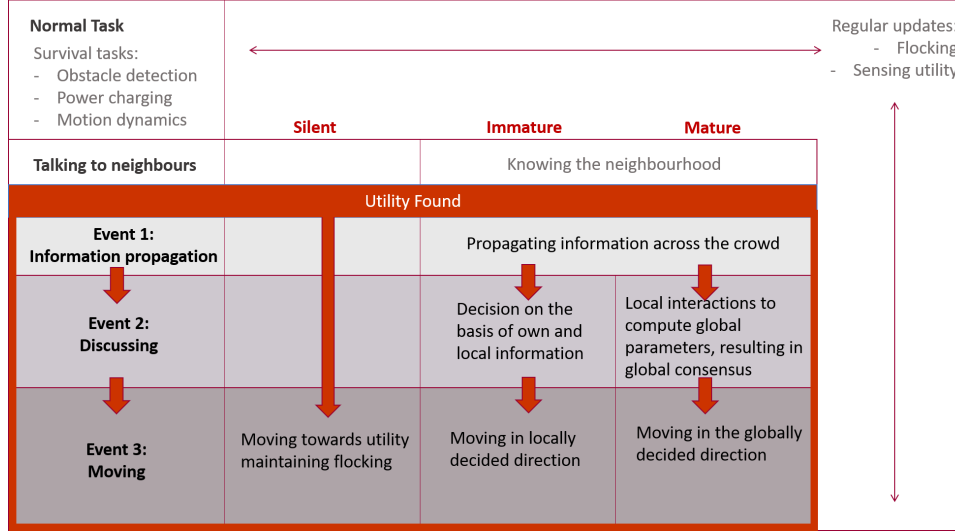 Normal Task
Survival tasks:
- Obstacle detection
- Power charging
- Motion dynamics
Regular updates:
- Flocking
- Sensing utility
Silent
Immature
Mature
Talking to neighbours
Knowing the neighbourhood
Utility Found
Event 1:
Information propagation
Propagating information across the crowd
Event 2:
Discussing
Decision on the
basis of own and
local information
Local interactions to
compute global
parameters, resulting in
global consensus
Event 3:
Moving
Moving towards utility
maintaining flocking
Moving in locally
decided direction
Moving in the globally
decided direction